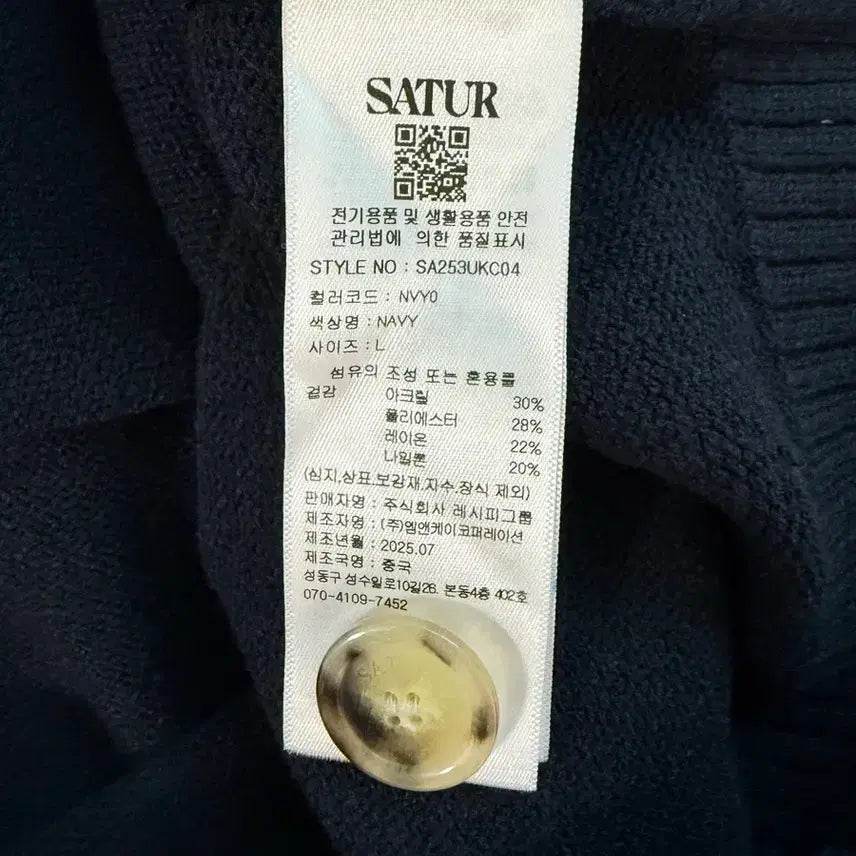 SATUR
전기용품 및 생활용품 안전
관리법에 의한 품질표시
STYLE NO : SA253UKC04
컬러코드 : NVY0
색상명 : NAVY
사이즈 : L
섬유의 조성 또는 혼용률
겉감 아크릴 30%
폴리에스터 28%
레이온 22%
나일론 20%
(심지,상표,보강재,자수,장식 제외)
판매자명 : 주식회사 레시피그룹
제조자명 : (주)엠앤케이코퍼레이션
제조년월 : 2025.07
제조국명 : 중국
성동구 성수일로10길26. 본동4층 402호
070-4109-7452